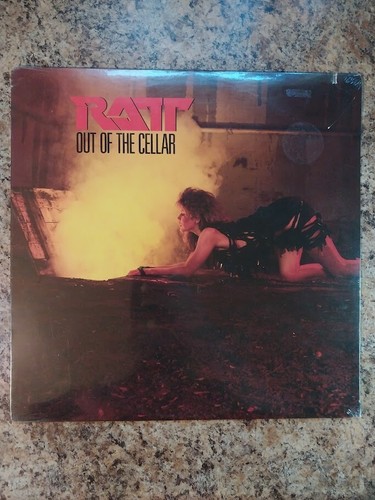 RATT
OUT OF THE CELLAR